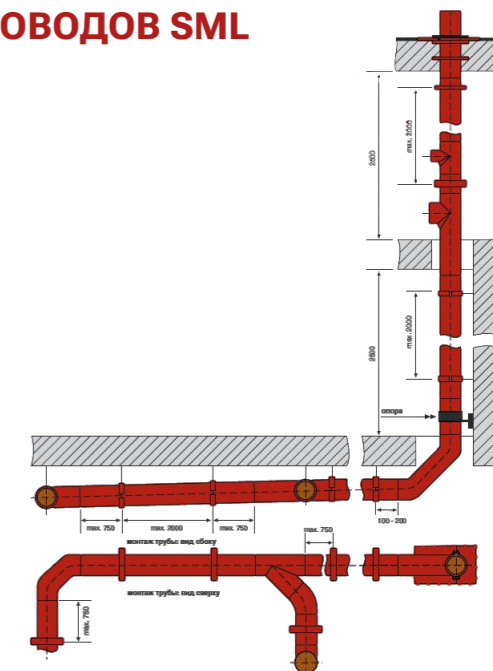 ОВОДОВ SML
max. 2000
2500
max. 2000
2500
опора
max. 750
max. 2000
max. 750
max. 750
100 - 200
монтаж трубы: вид сбоку
монтаж трубы: вид сверху
max. 750